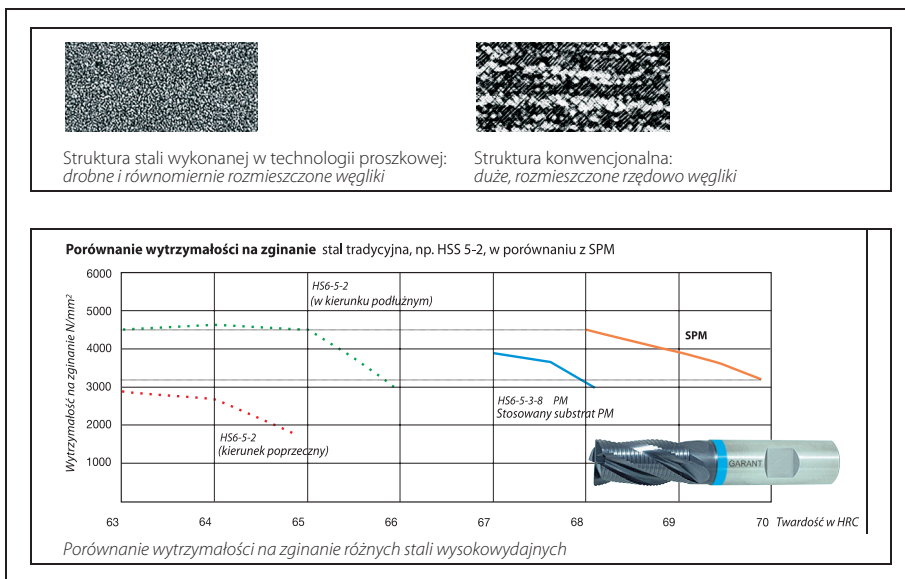 Struktura stali wykonanej w technologii proszkowej:
drobne i równomiernie rozmieszczone węgliki
Struktura konwencjonalna:
duże, rozmieszczone rzędowo węgliki
Porównanie wytrzymałości na zginanie stal tradycyjna, np. HSS 5-2, w porównaniu z SPM
Wytrzymałość na zginanie N/mm²
6000
5000
4000
3000
2000
1000
HS6-5-2
(w kierunku podłużnym)
SPM
HS6-5-3-8 PM
Stosowany substrat PM
HS6-5-2
(kierunek poprzeczny)
GARANT
63 64 65 66 67 68 69 70 Twardość w HRC
Porównanie wytrzymałości na zginanie różnych stali wysokowydajnych